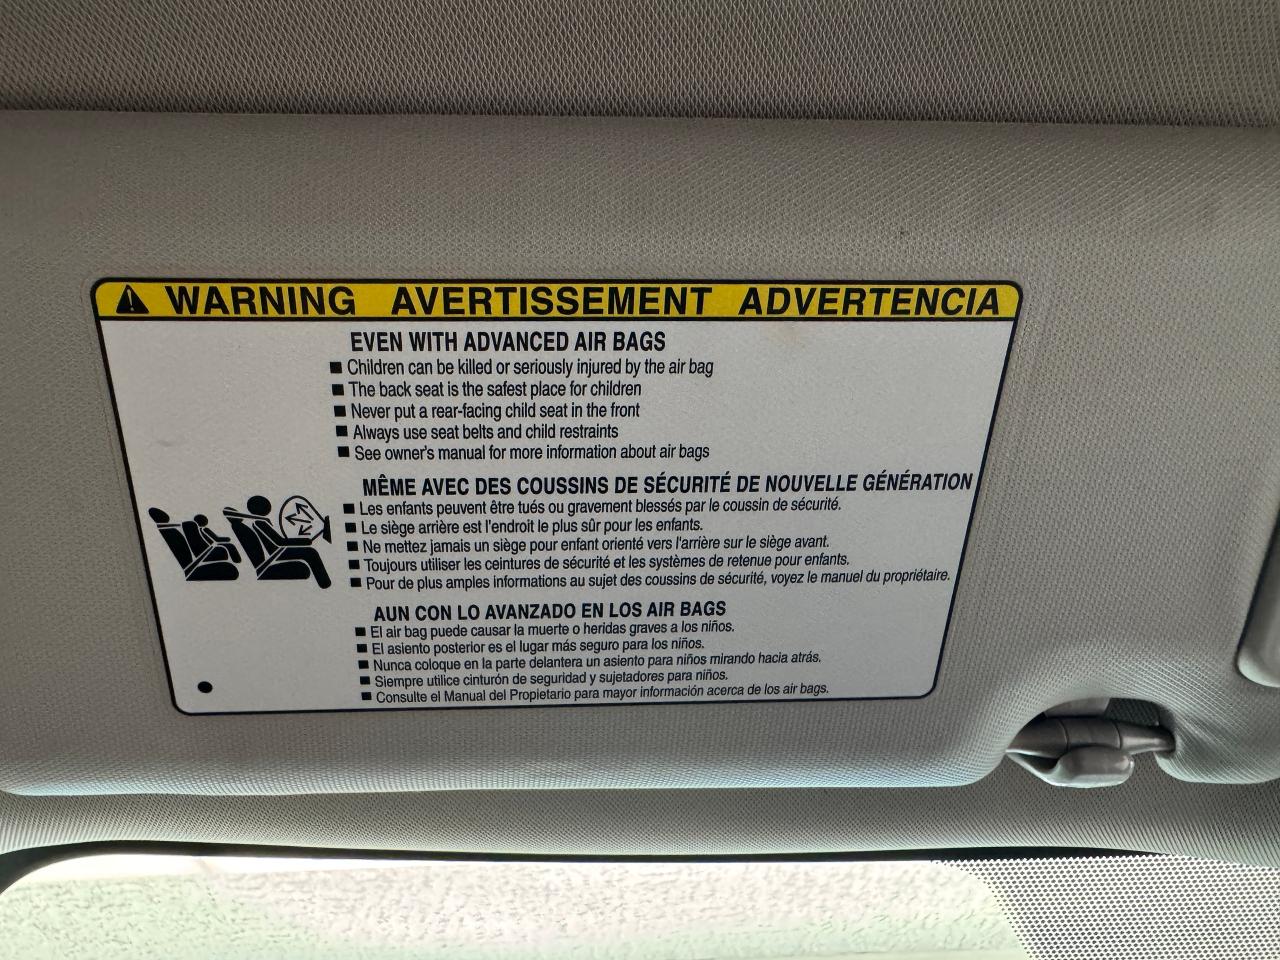 WARNING AVERTISSEMENT ADVERTENCIA
EVEN WITH ADVANCED AIR BAGS
■ Children can be killed or seriously injured by the air bag
■ The back seat is the safest place for children
■ Never put a rear-facing child seat in the front
■ Always use seat belts and child restraints
■ See owner's manual for more information about air bags
MÊME AVEC DES COUSSINS DE SÉCURITÉ DE NOUVELLE GÉNÉRATION
■ Les enfants peuvent être tués ou gravement blessés par le coussin de sécurité.
■ Le siège arrière est l'endroit le plus sûr pour les enfants.
■ Ne mettez jamais un siège pour enfant orienté vers l'arrière sur le siège avant.
■ Toujours utiliser les ceintures de sécurité et les systèmes de retenue pour enfants.
■ Pour de plus amples informations au sujet des coussins de sécurité, voyez le manuel du propriétaire.
AUN CON LO AVANZADO EN LOS AIR BAGS
■ El air bag puede causar la muerte o heridas graves a los niños.
■ El asiento posterior es el lugar más seguro para los niños.
■ Nunca coloque en la parte delantera un asiento para niños mirando hacia atrás.
■ Siempre utilice cinturón de seguridad y sujetadores para niños.
■ Consulte el Manual del Propietario para mayor información acerca de los air bags.